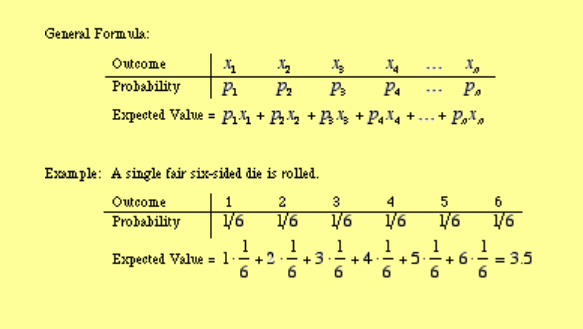 General Formula:
Outcome x₁ x₂ x₃ x₄ ... xₙ
Probability p₁ p₂ p₃ p₄ ... pₙ
Expected Value = p₁x₁ + p₂x₂ + p₃x₃ + p₄x₄ + ... + pₙxₙ
Example: A single fair six-sided die is rolled.
Outcome 1 2 3 4 5 6
Probability 1/6 1/6 1/6 1/6 1/6 1/6
Expected Value = 1·1/6 + 2·1/6 + 3·1/6 + 4·1/6 + 5·1/6 + 6·1/6 = 3.5